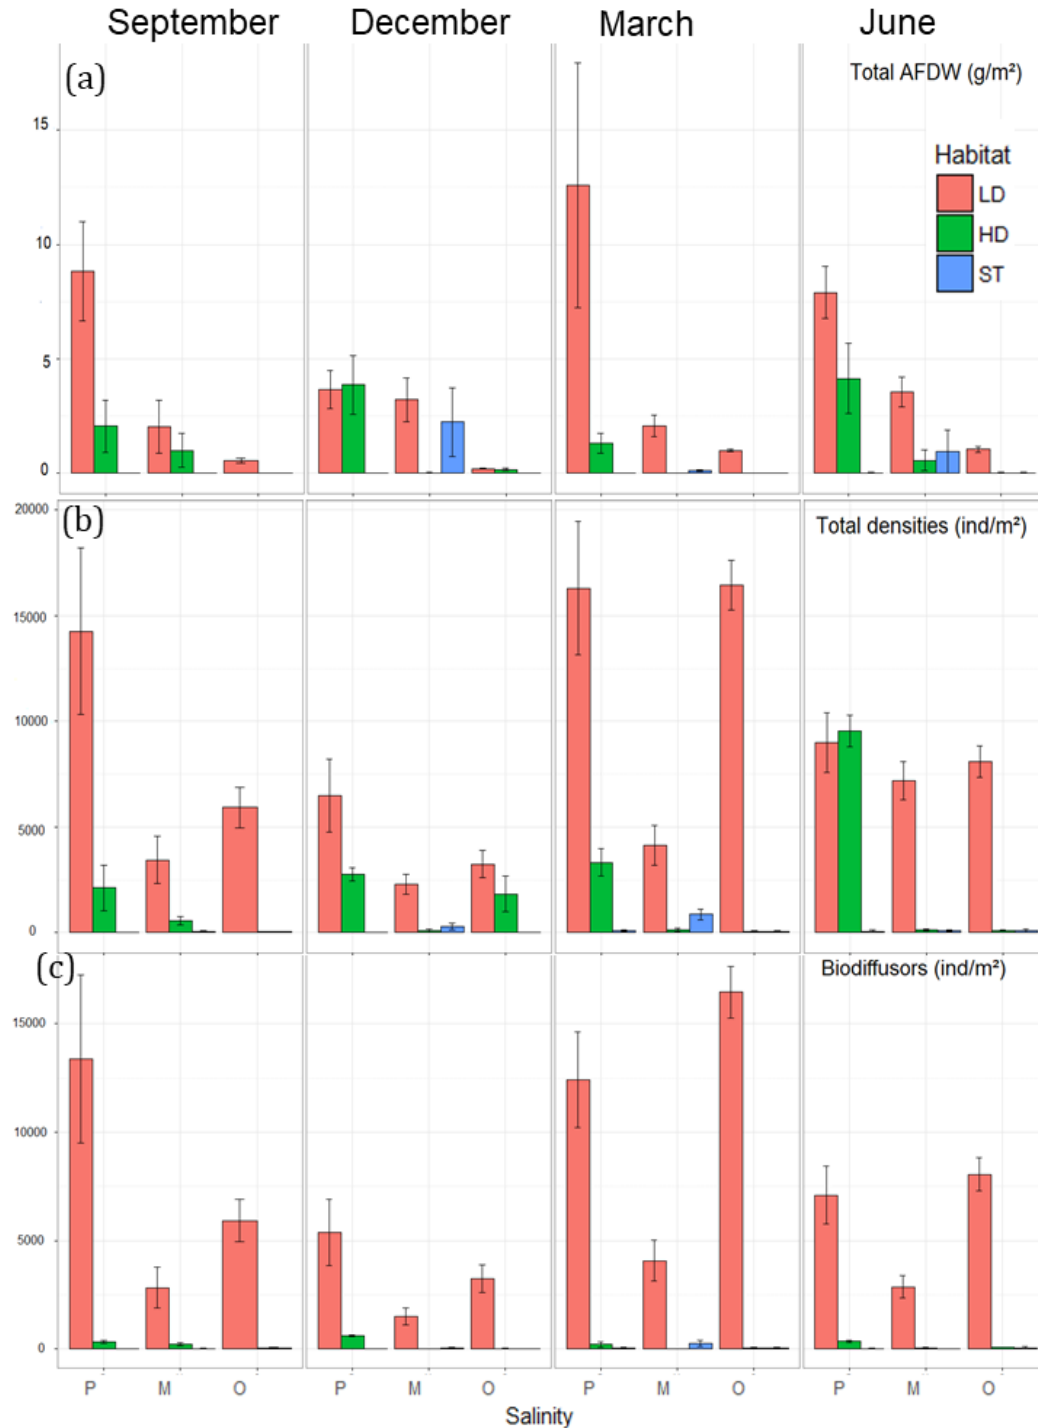 September December March June
(a)
Total AFDW (g/m²)
15
10
5
0
Habitat
LD
HD
ST
(b)
Total densities (ind/m²)
20000
15000
10000
5000
0
(c)
Biodiffusors (ind/m²)
15000
10000
5000
0
P M O P M O P M O P M O
Salinity